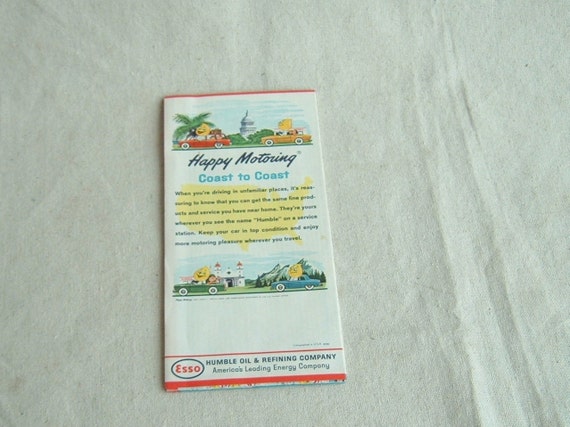 Happy Motoring
Coast to Coast
When you're driving in unfamiliar places, it's reas-
suring to know that you can get the same fine prod-
ucts and service you have near home. They're yours
wherever you see the name "Humble" on a service
station. Keep your car in top condition and enjoy
more motoring pleasure wherever you travel.
Esso
HUMBLE OIL & REFINING COMPANY
America's Leading Energy Company